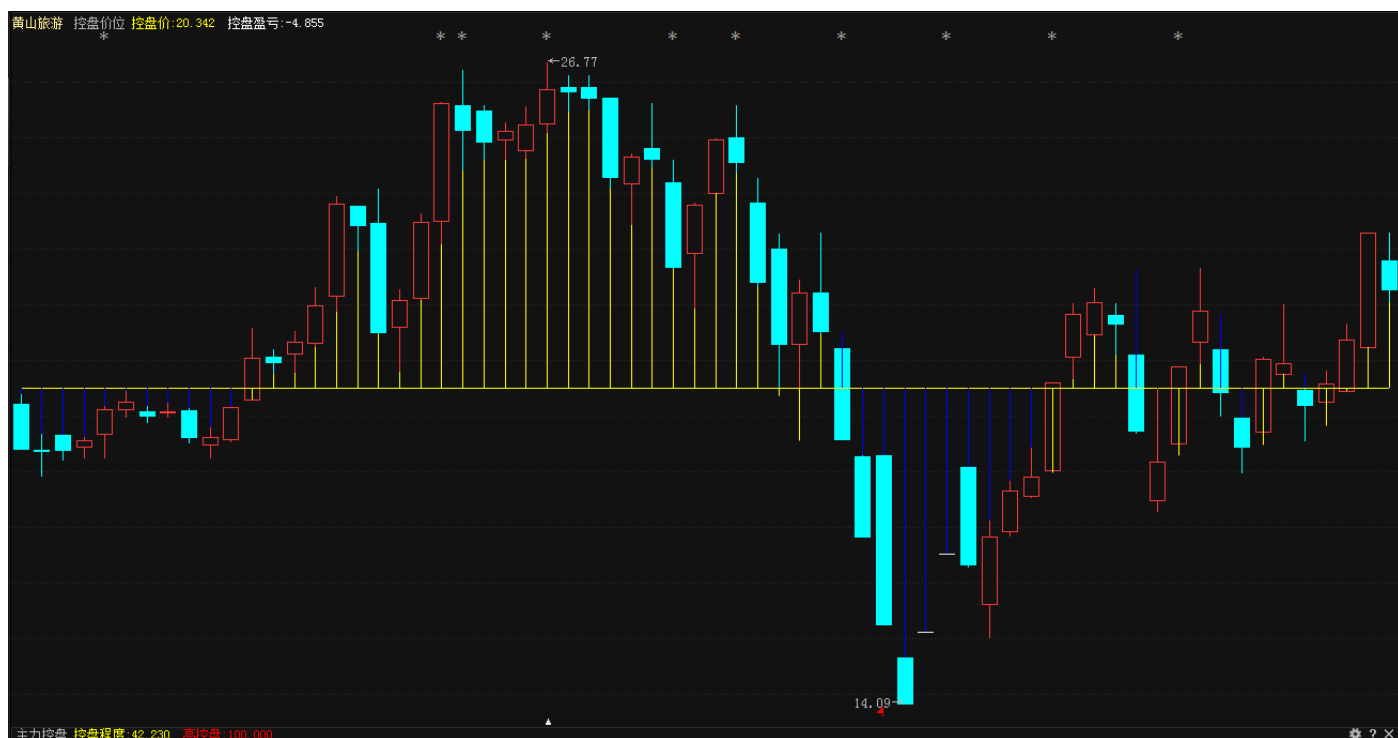 黄山旅游 控盘价位 控盘价:20.342 控盘盈亏:-4.855
* * * * * * * * * *
←26.77
14.09
主力控盘 控盘程度:42.230 高控盘:100.000 ? ×